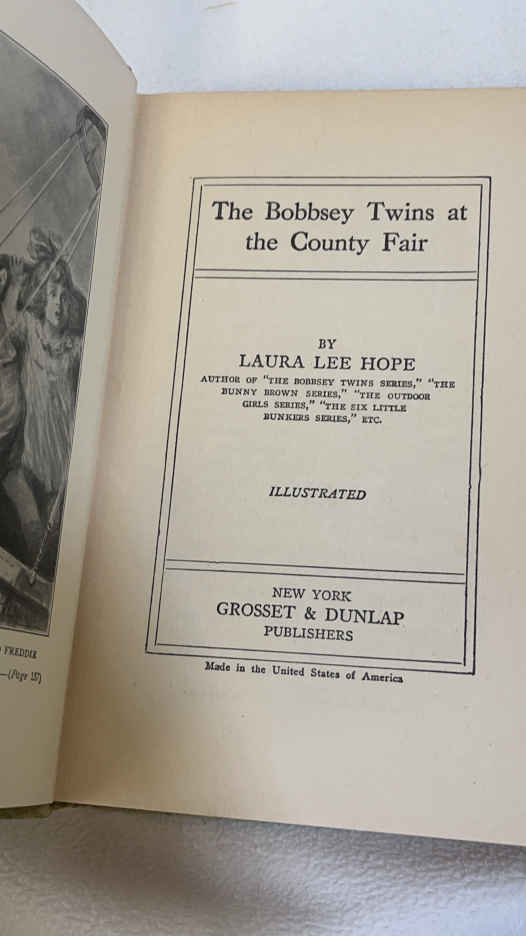 The Bobbsey Twins at
the County Fair
BY
LAURA LEE HOPE
AUTHOR OF "THE BOBBSEY TWINS SERIES," "THE
BUNNY BROWN SERIES," "THE OUTDOOR
GIRLS SERIES," "THE SIX LITTLE
BUNKERS SERIES," ETC.
ILLUSTRATED
NEW YORK
GROSSET & DUNLAP
PUBLISHERS
Made in the United States of America
FREDDIE
—(Page 157)